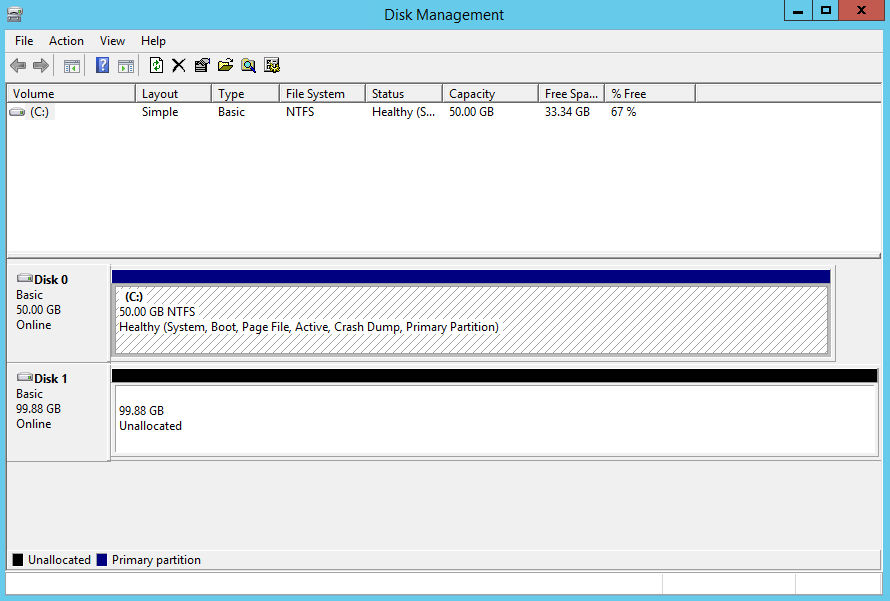 Disk Management
File Action View Help
Volume Layout Type File System Status Capacity Free Spa... % Free
(C:) Simple Basic NTFS Healthy (S... 50.00 GB 33.34 GB 67 %
Disk 0
Basic
50.00 GB
Online
(C:)
50.00 GB NTFS
Healthy (System, Boot, Page File, Active, Crash Dump, Primary Partition)
Disk 1
Basic
99.88 GB
Online
99.88 GB
Unallocated
Unallocated Primary partition